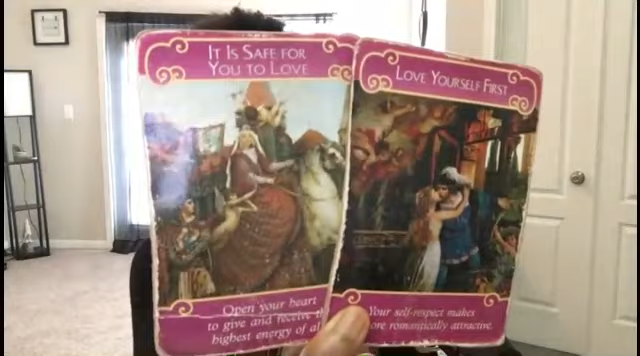 IT IS SAFE FOR
YOU TO LOVE
Open your heart
to give and receive
highest energy of
LOVE YOURSELF FIRST
Your self-respect makes
romantically attractive.